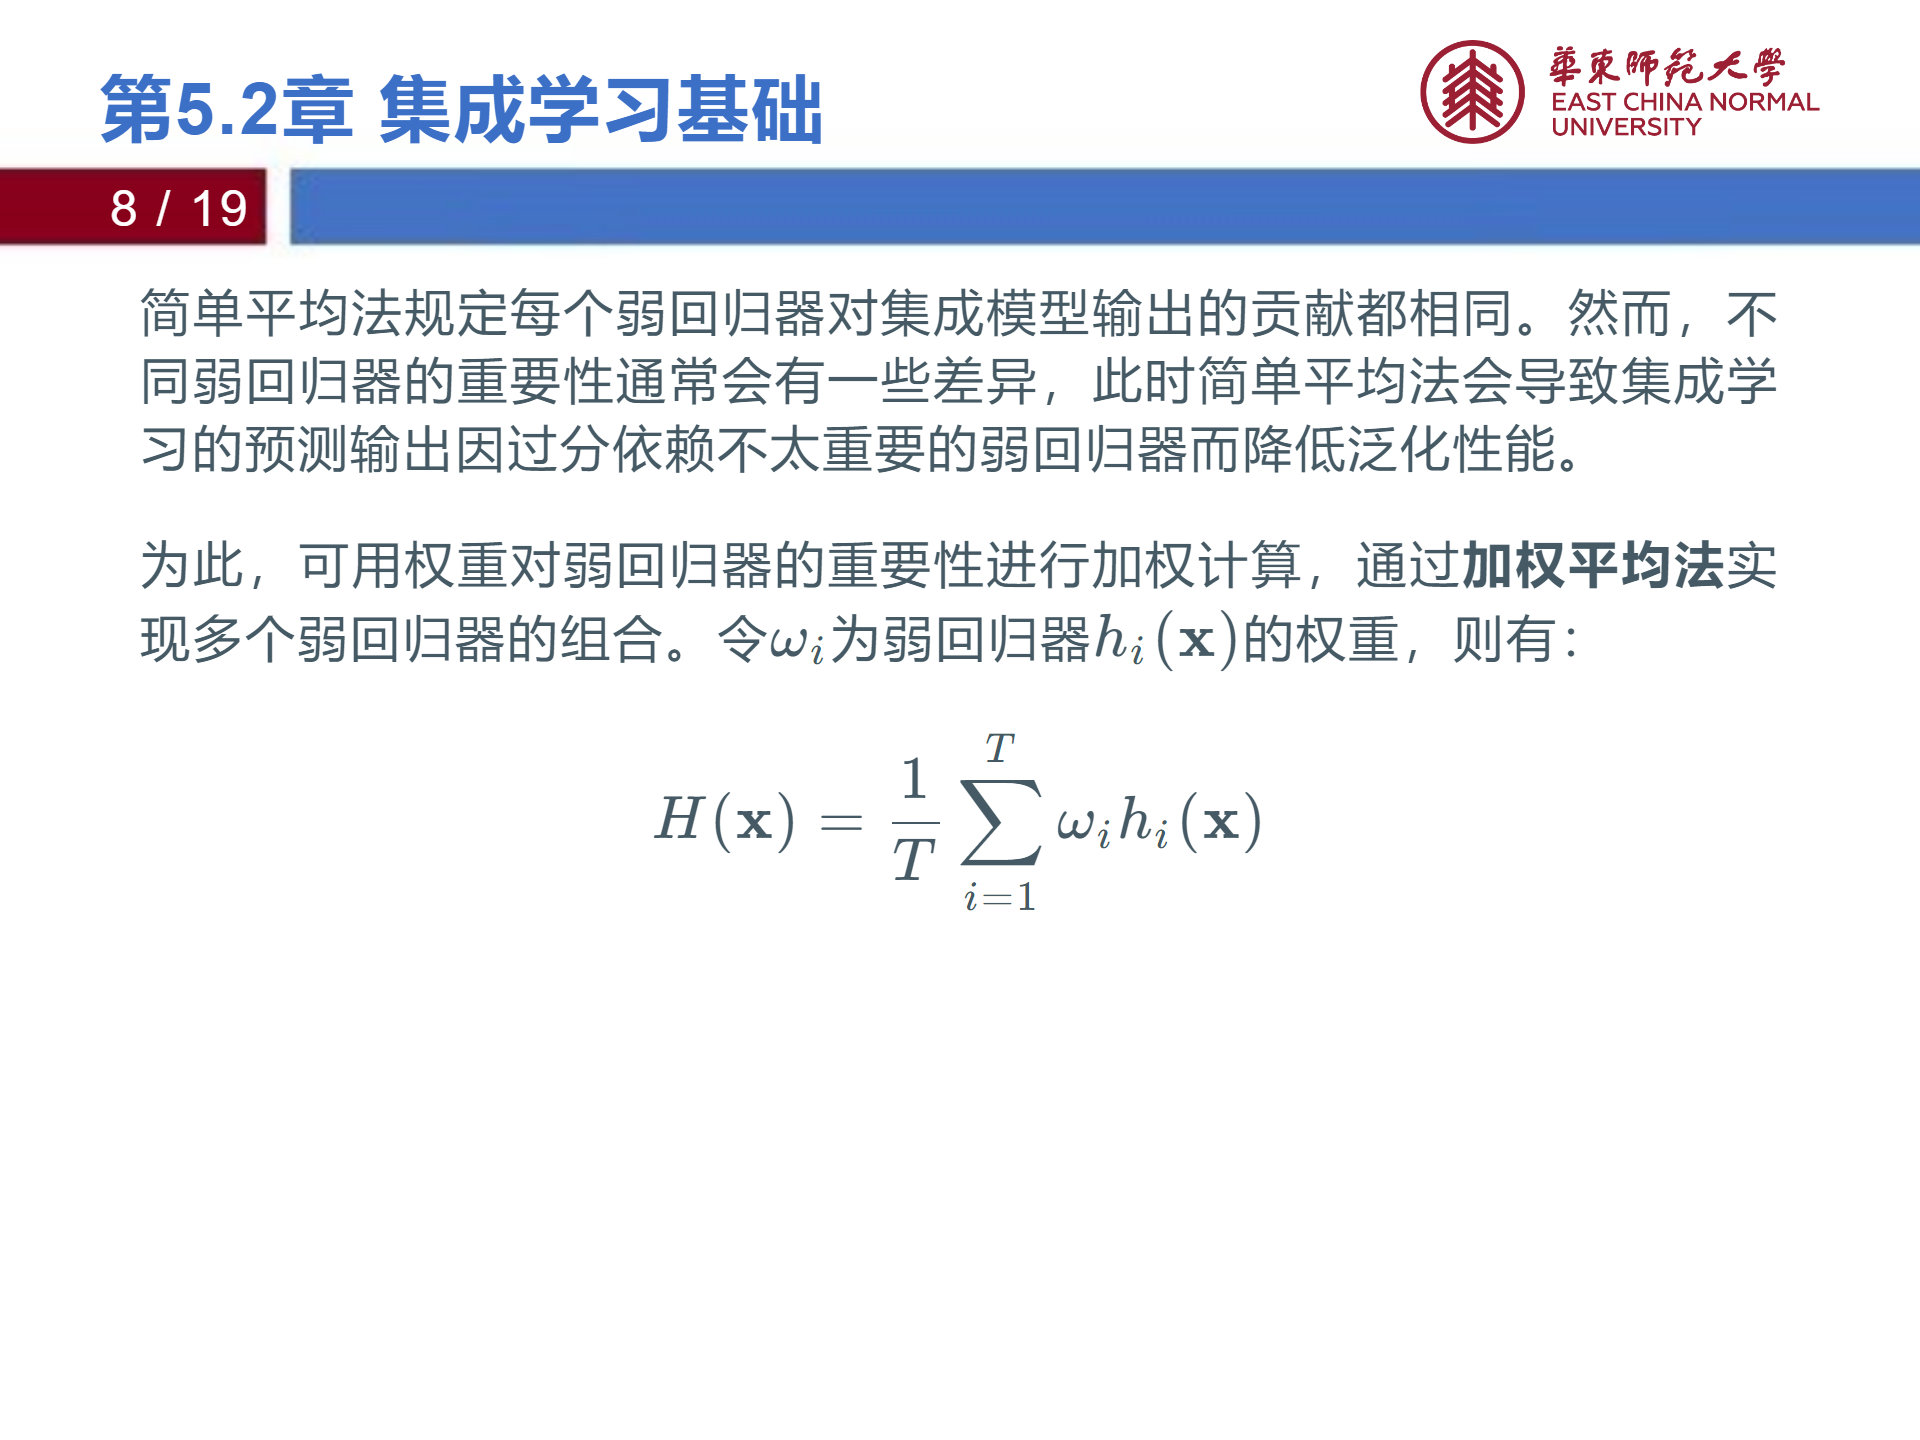 第5.2章 集成学习基础
華東師範大學
EAST CHINA NORMAL
UNIVERSITY
8 / 19
简单平均法规定每个弱回归器对集成模型输出的贡献都相同。然而，不
同弱回归器的重要性通常会有一些差异，此时简单平均法会导致集成学
习的预测输出因过分依赖不太重要的弱回归器而降低泛化性能。
为此，可用权重对弱回归器的重要性进行加权计算，通过加权平均法实
现多个弱回归器的组合。令ωᵢ为弱回归器hᵢ(𝐱)的权重，则有：
H(𝐱) = \frac{1}{T} \sum_{i=1}^{T} ωᵢhᵢ(𝐱)